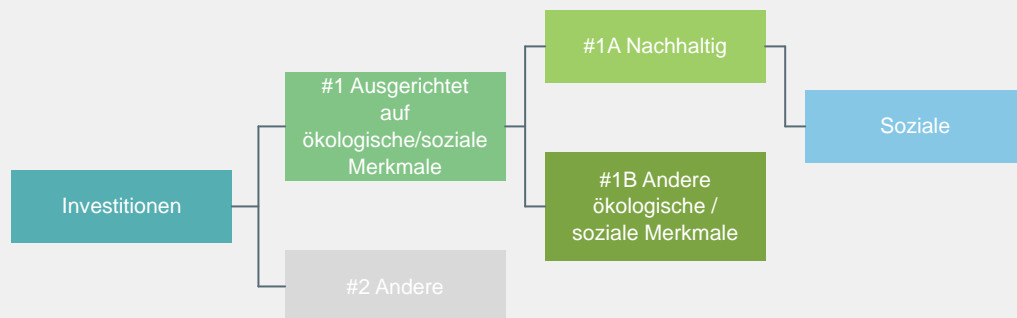 #1A Nachhaltig
#1 Ausgerichtet
auf
ökologische/soziale
Merkmale
Soziale
#1B Andere
ökologische /
soziale Merkmale
Investitionen
#2 Andere